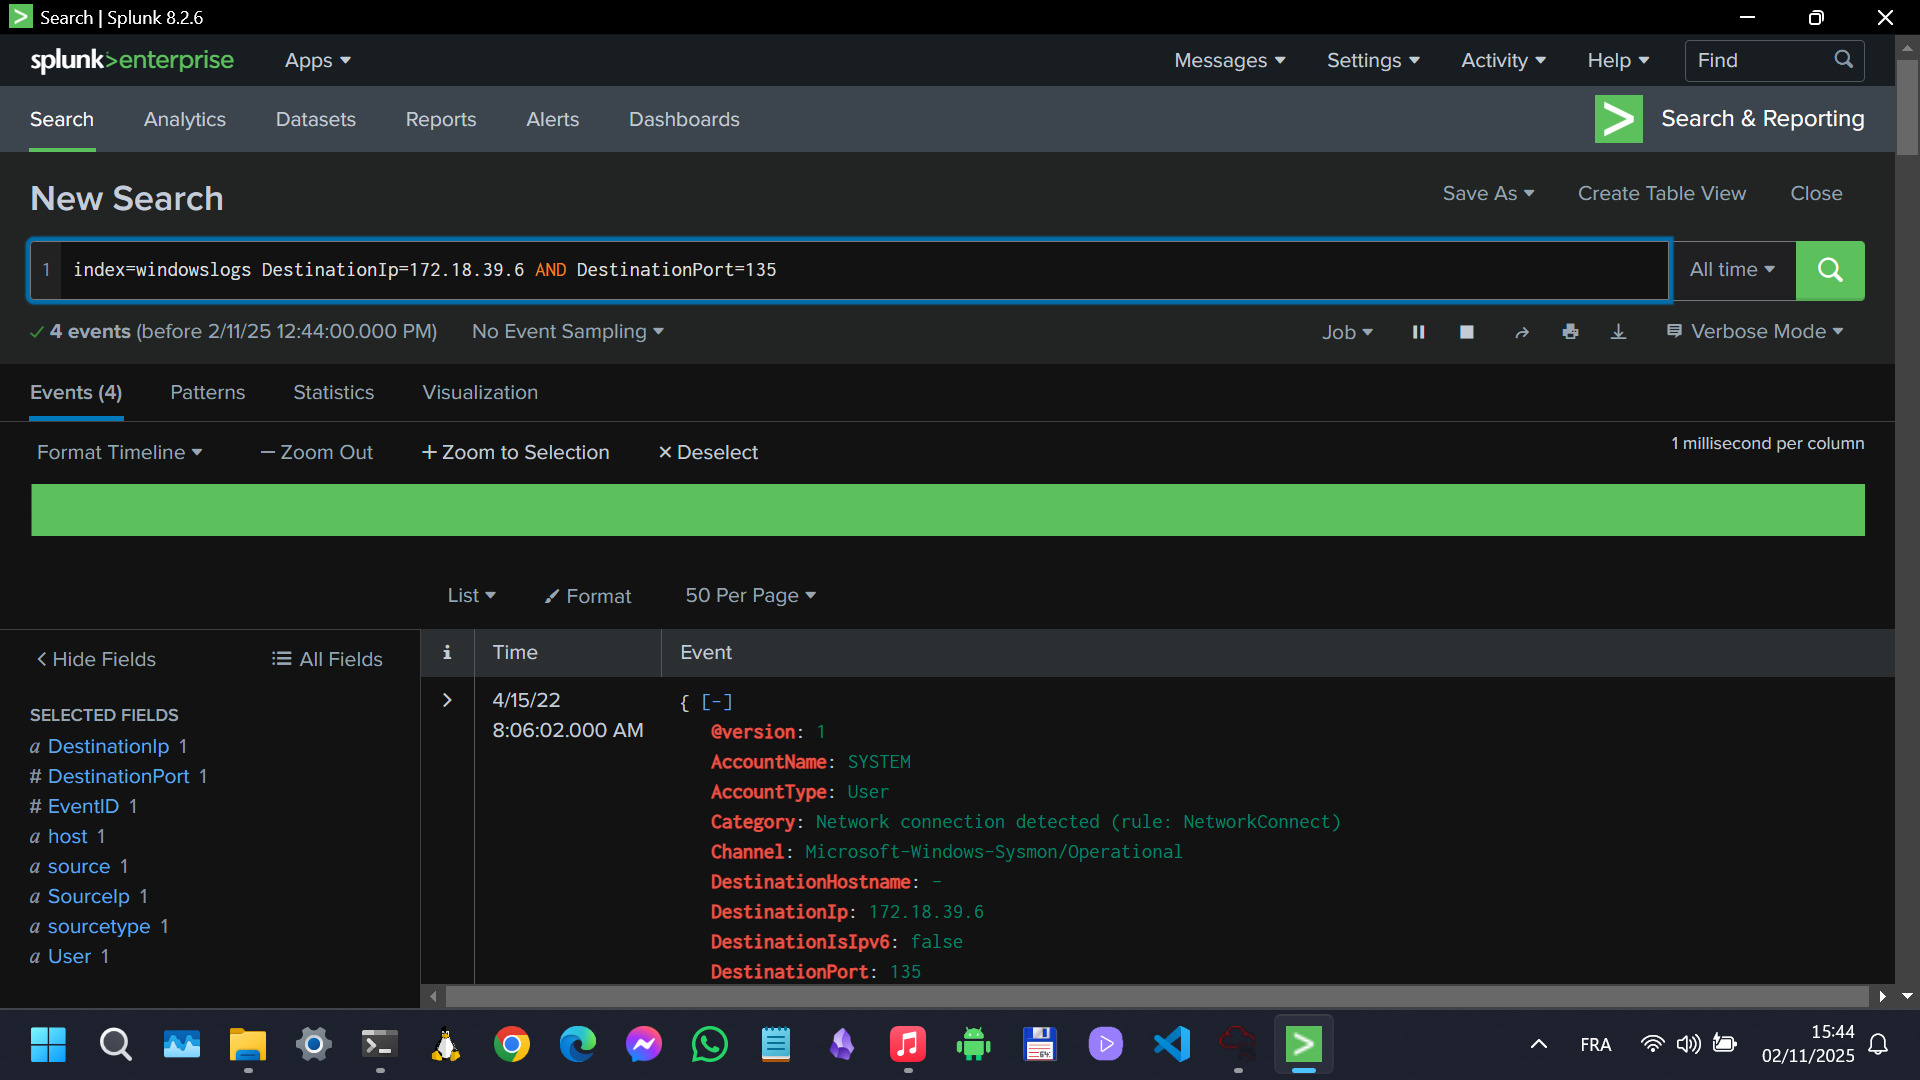 Search | Splunk 8.2.6
splunk>enterprise Apps Messages Settings Activity Help Find
Search Analytics Datasets Reports Alerts Dashboards Search & Reporting
New Search Save As Create Table View Close
1 index=windowslogs DestinationIp=172.18.39.6 AND DestinationPort=135 All time
4 events (before 2/11/25 12:44:00.000 PM) No Event Sampling Job Verbose Mode
Events (4) Patterns Statistics Visualization
Format Timeline — Zoom Out + Zoom to Selection × Deselect 1 millisecond per column
List Format 50 Per Page
< Hide Fields All Fields
i Time Event
SELECTED FIELDS
a DestinationIp 1
# DestinationPort 1
# EventID 1
a host 1
a source 1
a SourceIp 1
a sourcetype 1
a User 1
> 4/15/22
8:06:02.000 AM
{ [-]
@version: 1
AccountName: SYSTEM
AccountType: User
Category: Network connection detected (rule: NetworkConnect)
Channel: Microsoft-Windows-Sysmon/Operational
DestinationHostname: -
DestinationIp: 172.18.39.6
DestinationIsIpv6: false
DestinationPort: 135
64
FRA
15:44
02/11/2025